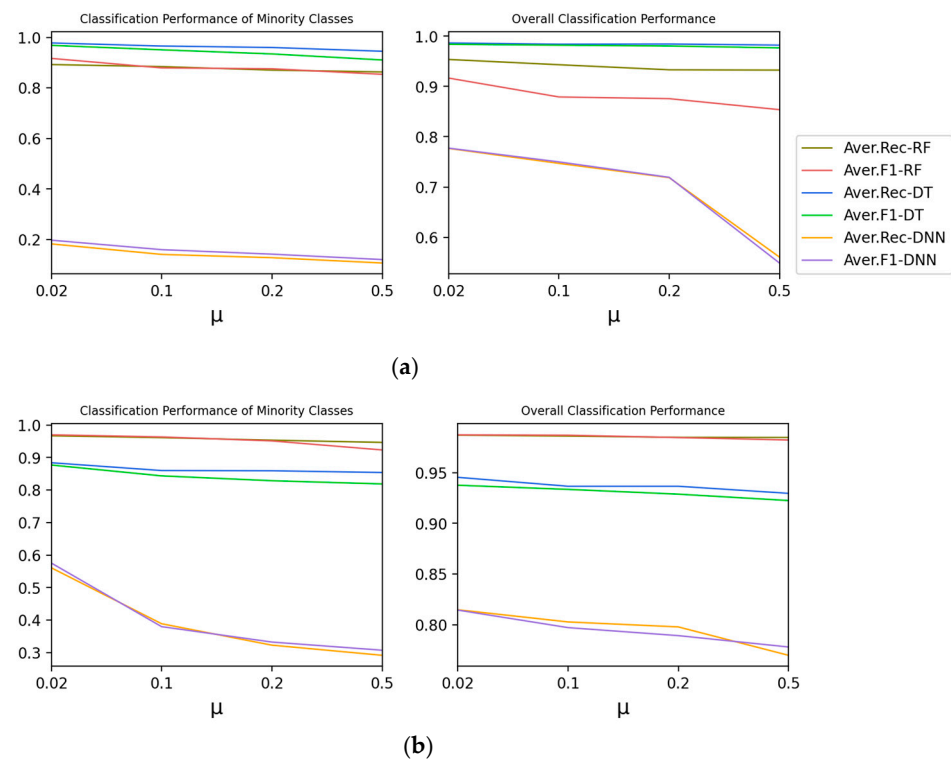 Classification Performance of Minority Classes
1.0
0.8
0.6
0.4
0.2
0.02 0.1 0.2 0.5
μ
Overall Classification Performance
1.0
0.9
0.8
0.7
0.6
0.02 0.1 0.2 0.5
μ
Aver.Rec-RF
Aver.F1-RF
Aver.Rec-DT
Aver.F1-DT
Aver.Rec-DNN
Aver.F1-DNN
(a)
Classification Performance of Minority Classes
1.0
0.9
0.8
0.7
0.6
0.5
0.4
0.3
0.02 0.1 0.2 0.5
μ
Overall Classification Performance
0.95
0.90
0.85
0.80
0.02 0.1 0.2 0.5
μ
(b)